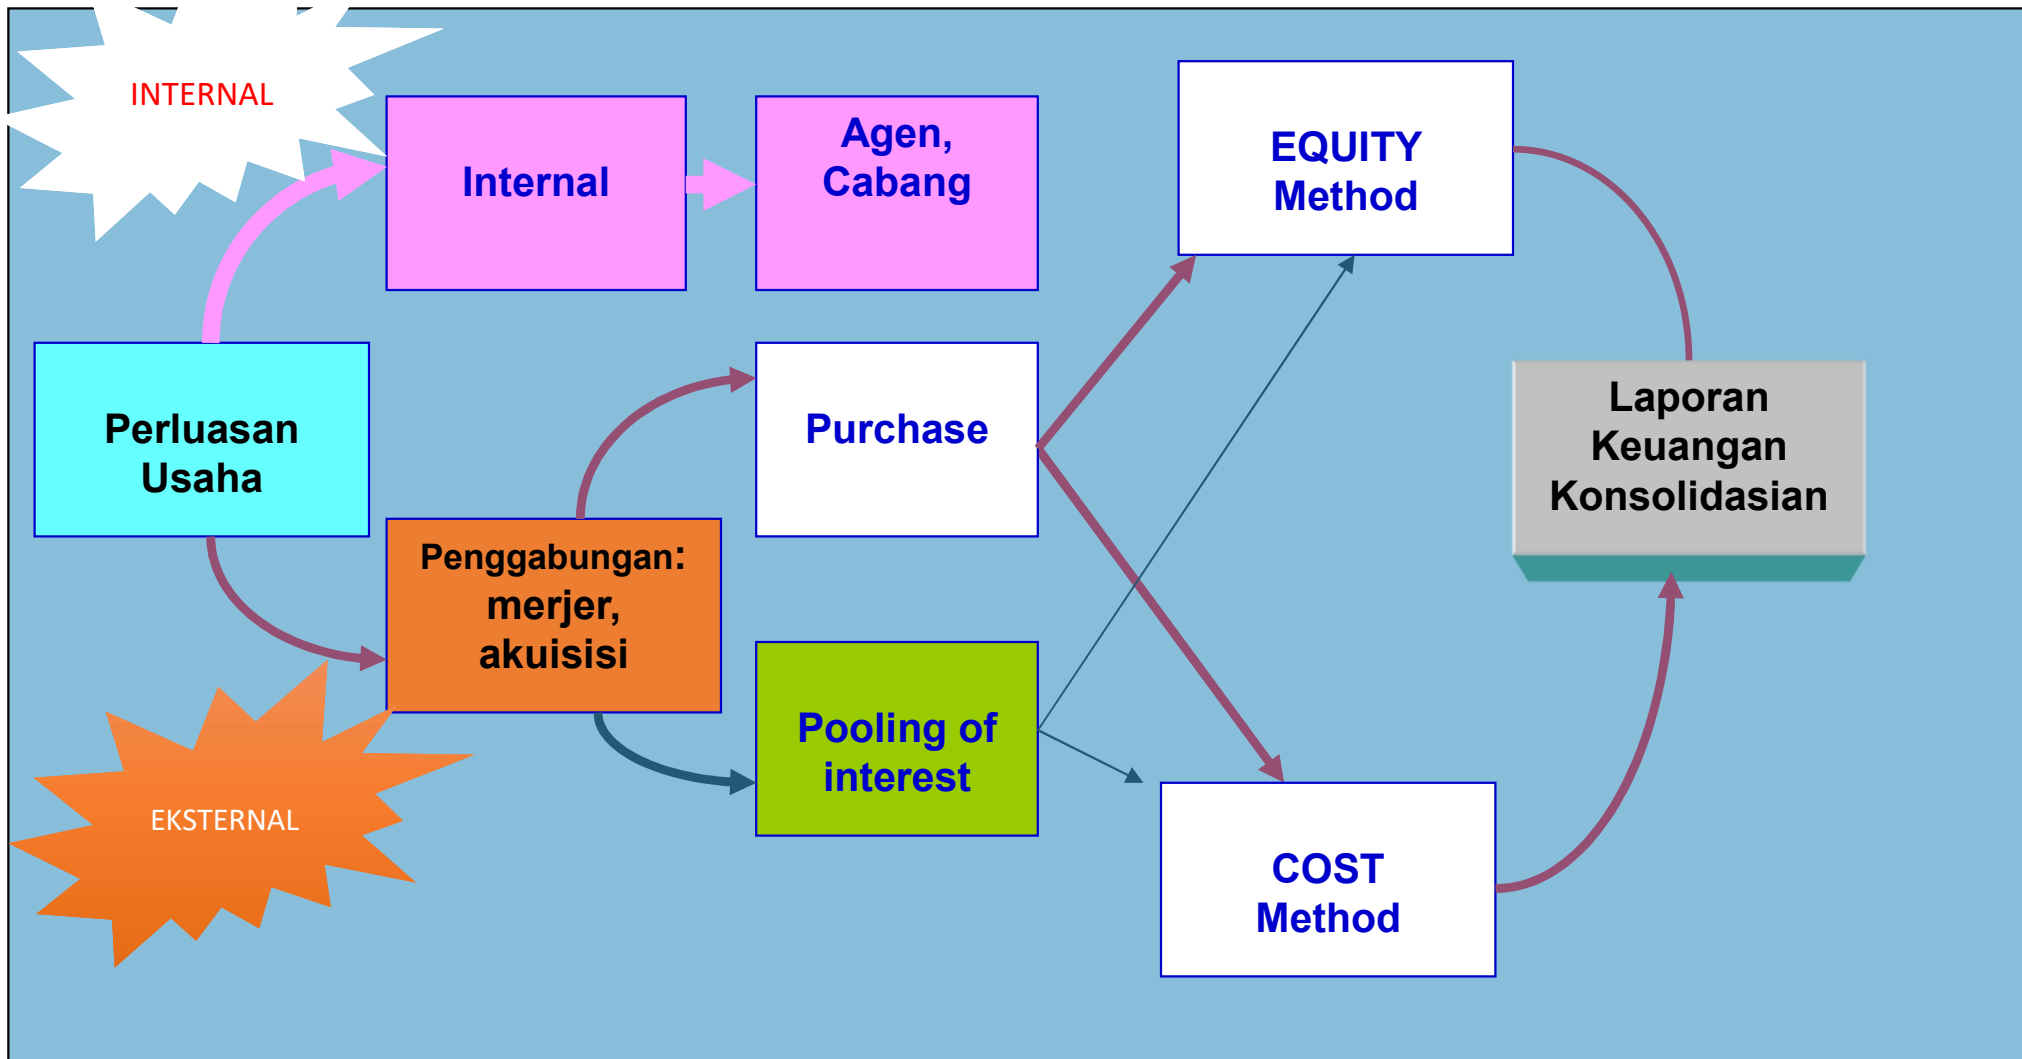 INTERNAL
Internal
Agen,
Cabang
EQUITY
Method
Perluasan
Usaha
Purchase
Laporan
Keuangan
Konsolidasian
Penggabungan:
merjer,
akuisisi
Pooling of
interest
EKSTERNAL
COST
Method